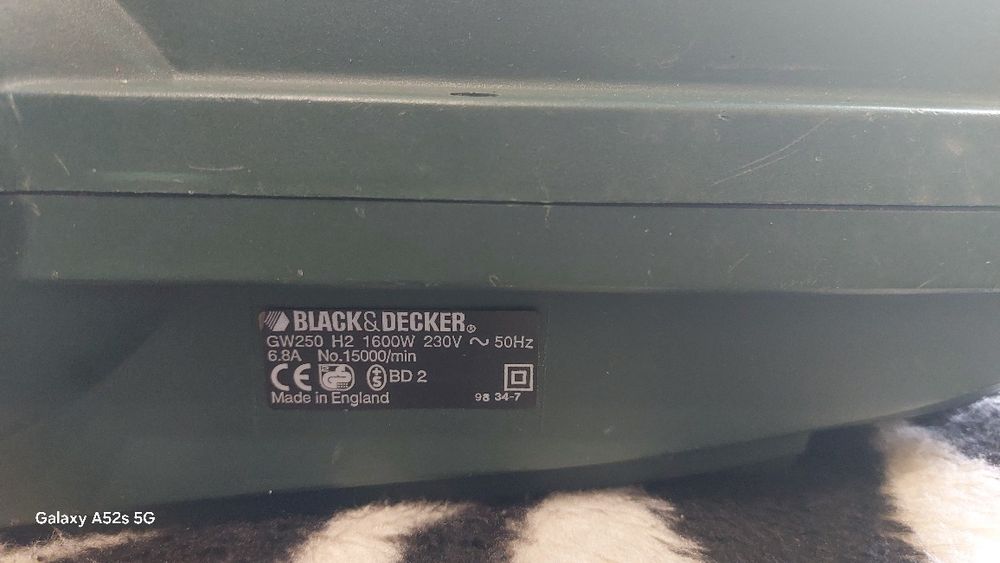 BLACK&DECKER®
GW250 H2 1600W 230V ~ 50Hz
6.8A No.15000/min
CE GS S BD 2
Made in England 98 34-7
Galaxy A52s 5G